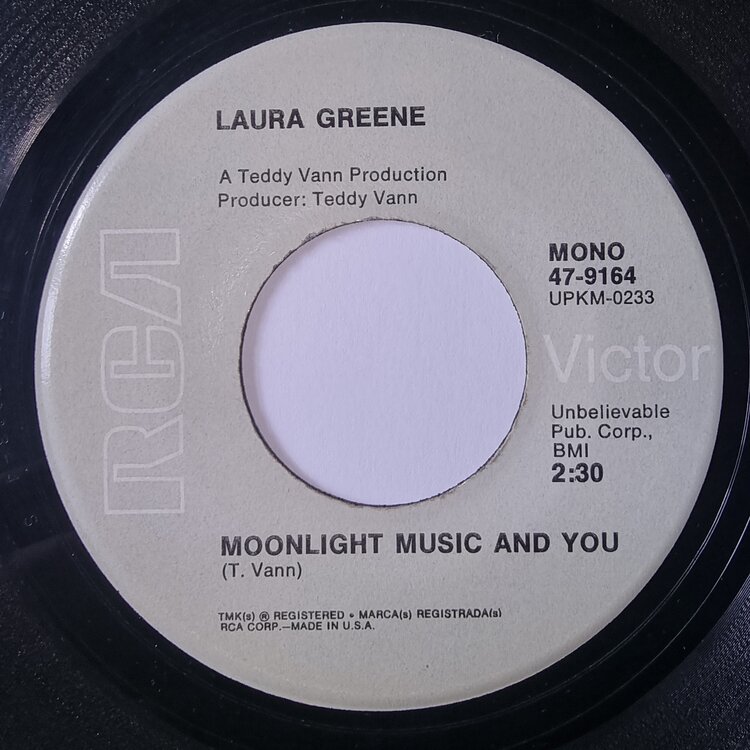 LAURA GREENE
A Teddy Vann Production
Producer: Teddy Vann
RCA
MONO
47-9164
UPKM-0233
Victor
Unbelievable
Pub. Corp.,
BMI
2:30
MOONLIGHT MUSIC AND YOU
(T. Vann)
TMK(s) ® REGISTERED • MARCA(s) REGISTRADA(s)
RCA CORP.—MADE IN U.S.A.